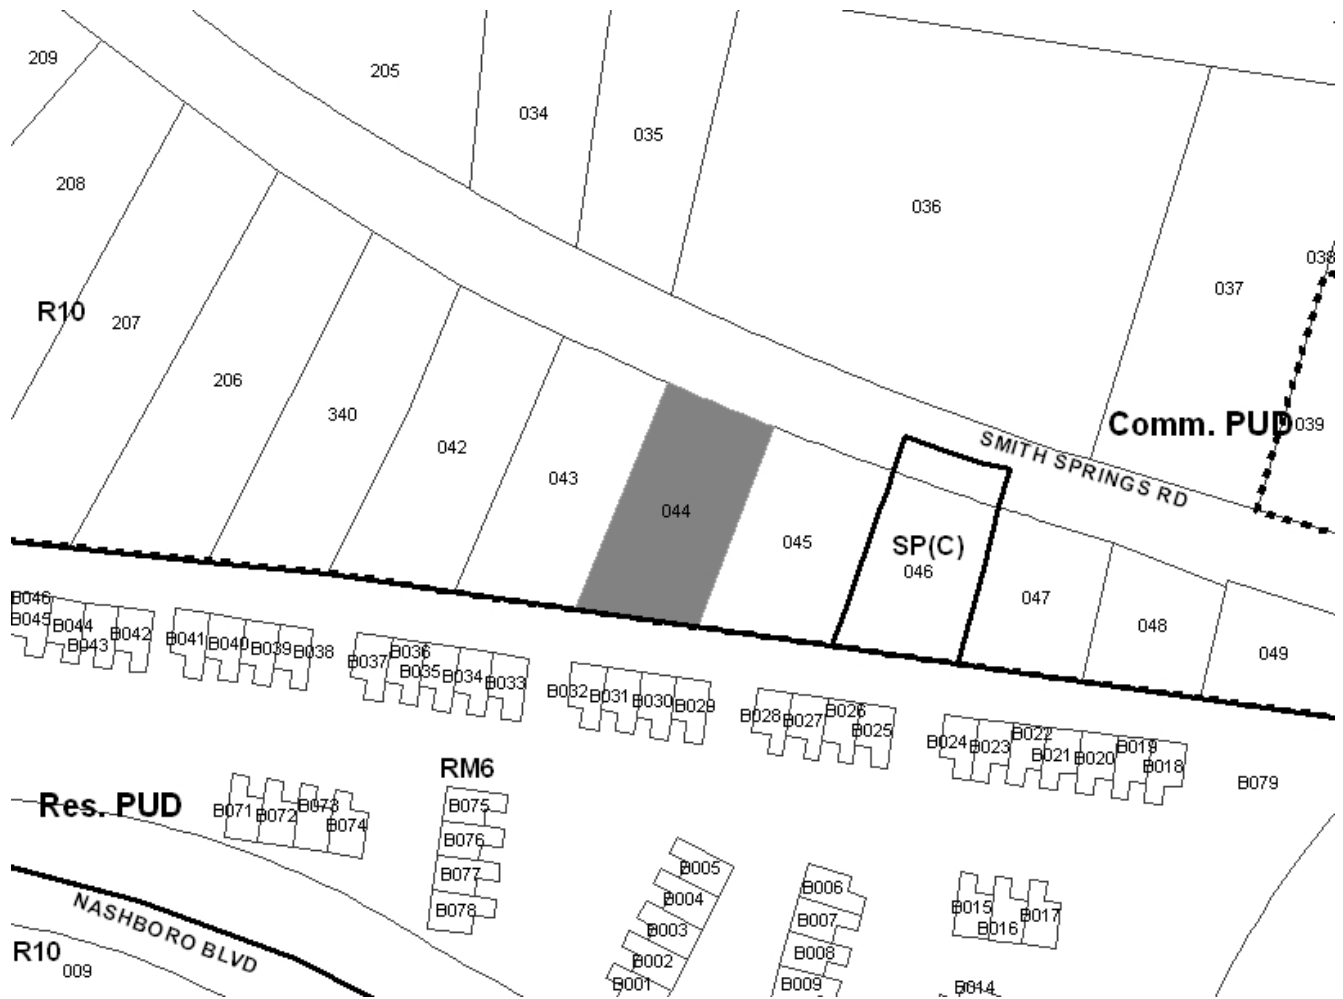 209
205
034
035
208
036
038
037
R10
207
206
340
042
043
044
045
Comm. PUD
039
SMITH SPRINGS RD
SP(C)
046
047
048
049
B046
B045
B044
B043
B042
B041
B040
B039
B038
B037
B036
B035
B034
B033
B032
B031
B030
B029
B028
B027
B026
B025
B024
B023
B022
B021
B020
B019
B018
B079
RM6
Res. PUD
B071
B072
B073
B074
B075
B076
B077
B078
B005
B004
B003
B002
B001
B006
B007
B008
B009
B015
B016
B017
B014
NASHBORO BLVD
R10
009